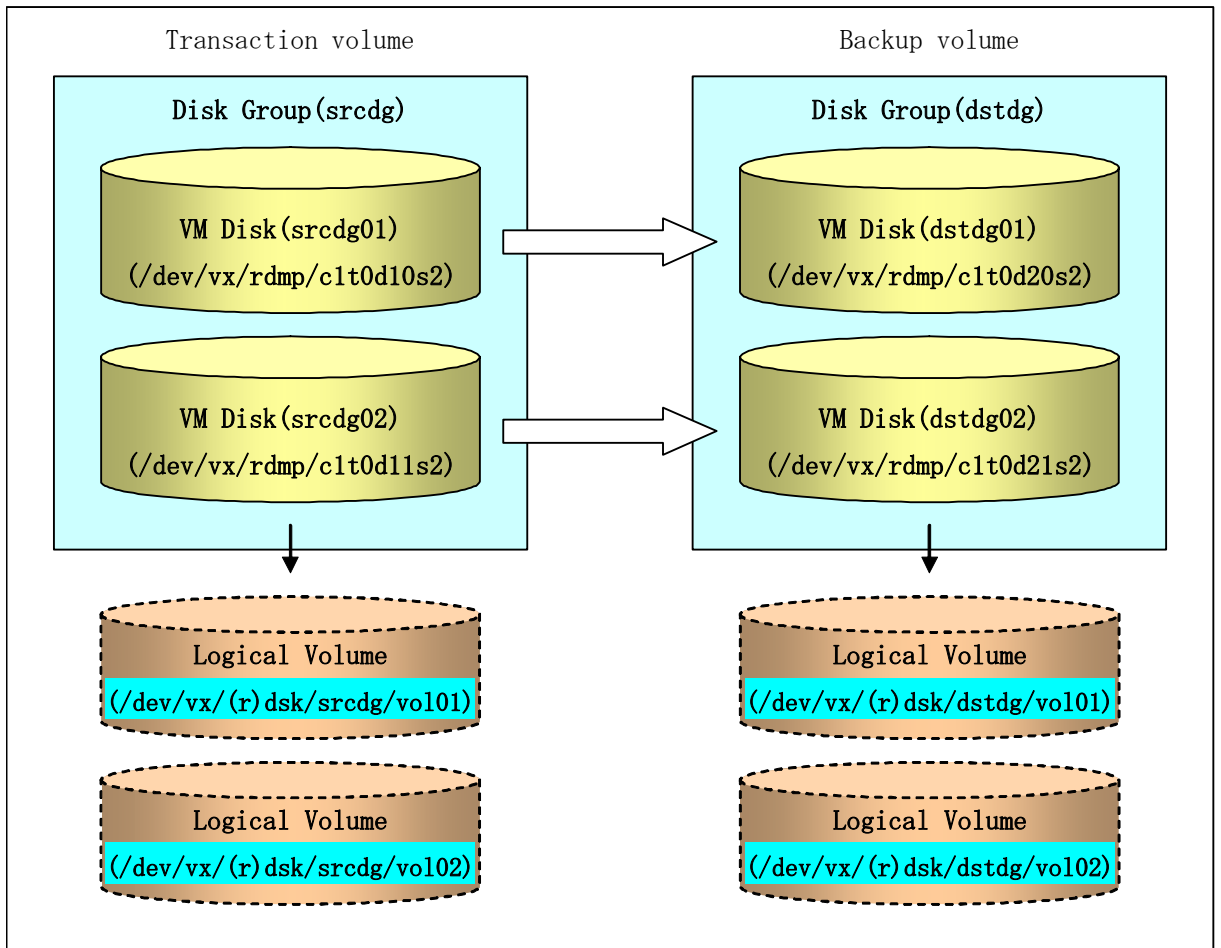 Transaction volume
Backup volume
Disk Group(srcdg)
VM Disk(srcdg01)
(/dev/vx/rdmp/c1t0d10s2)
VM Disk(srcdg02)
(/dev/vx/rdmp/c1t0d11s2)
Disk Group(dstdg)
VM Disk(dstdg01)
(/dev/vx/rdmp/c1t0d20s2)
VM Disk(dstdg02)
(/dev/vx/rdmp/c1t0d21s2)
Logical Volume
(/dev/vx/(r)dsk/srcdg/vol01)
Logical Volume
(/dev/vx/(r)dsk/srcdg/vol02)
Logical Volume
(/dev/vx/(r)dsk/dstdg/vol01)
Logical Volume
(/dev/vx/(r)dsk/dstdg/vol02)